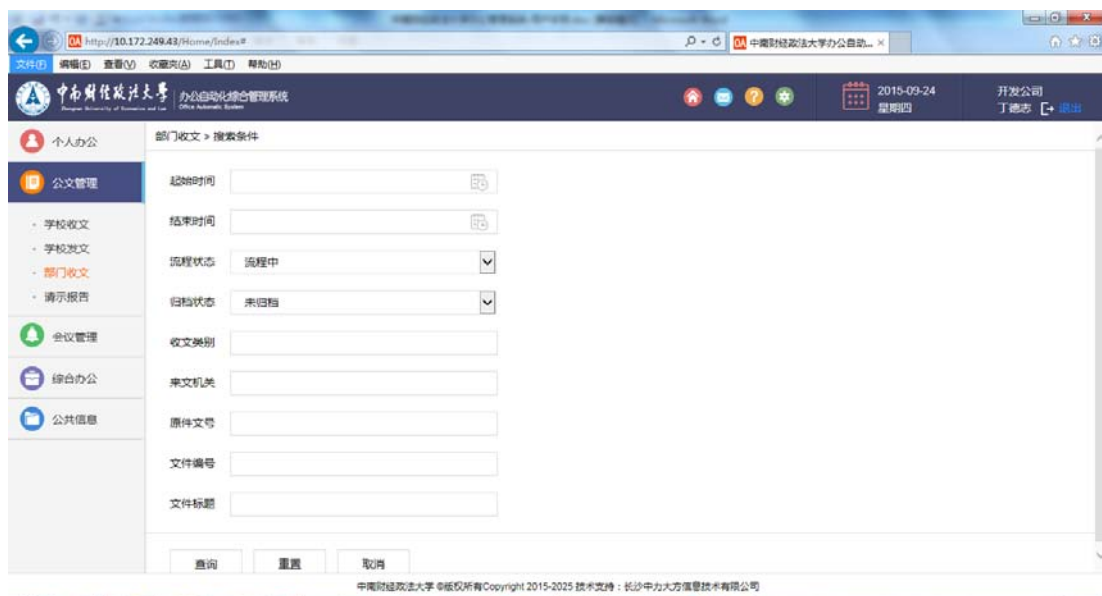 http://10.172.249.43/Home/Index#
OA 中南财经政法大学办公自动... ×
文件(F) 编辑(E) 查看(V) 收藏夹(A) 工具(T) 帮助(H)
中南财经政法大学 办公自动化综合管理系统
2015-09-24
星期四
开发公司
丁德志 退出
个人办公
部门收文 » 搜索条件
公文管理
起始时间
学校收文
结束时间
学校发文
流程状态 流程中
部门收文
请示报告
归档状态 未归档
会议管理
收文类别
综合办公
来文机关
公共信息
原件文号
文件编号
文件标题
查询 重置 取消
中南财经政法大学 ©版权所有Copyright 2015-2025 技术支持：长沙中力大方信息技术有限公司